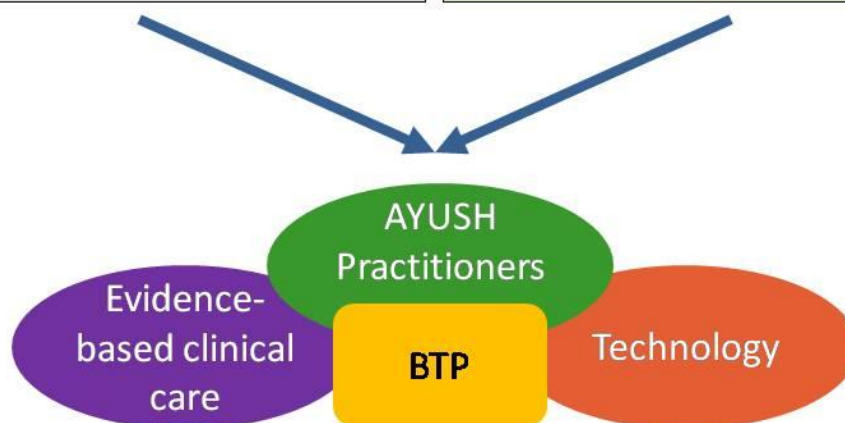 AYUSH
Practitioners
Evidence-
based clinical
care
BTP
Technology